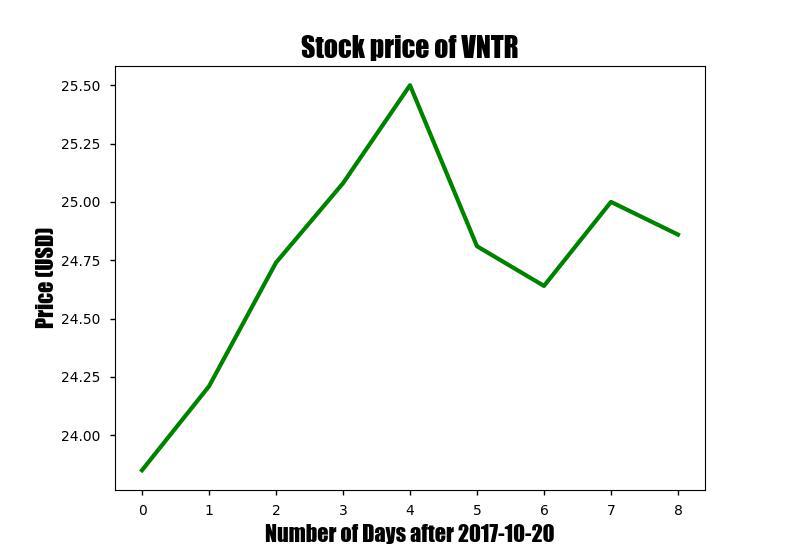 Stock price of VNTR
25.50
25.25
25.00
24.75
24.50
24.25
24.00
Price (USD)
0 1 2 3 4 5 6 7 8
Number of Days after 2017-10-20